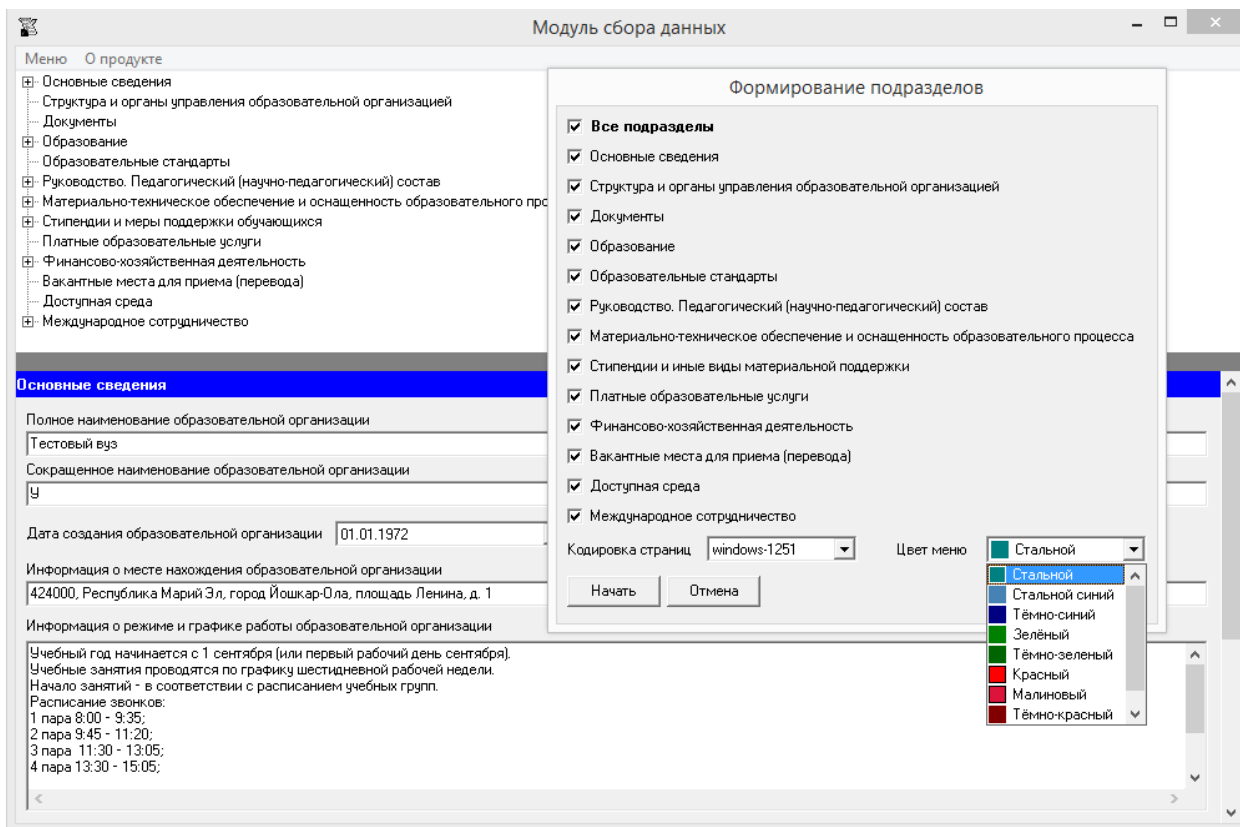 Модуль сбора данных
Меню О продукте
Основные сведения
Структура и органы управления образовательной организацией
Документы
Образование
Образовательные стандарты
Руководство. Педагогический (научно-педагогический) состав
Материально-техническое обеспечение и оснащенность образовательного про
Стипендии и меры поддержки обучающихся
Платные образовательные услуги
Финансово-хозяйственная деятельность
Вакантные места для приема (перевода)
Доступная среда
Международное сотрудничество
Основные сведения
Полное наименование образовательной организации
Тестовый вуз
Сокращенное наименование образовательной организации
У
Дата создания образовательной организации 01.01.1972
Информация о месте нахождения образовательной организации
424000, Республика Марий Эл, город Йошкар-Ола, площадь Ленина, д. 1
Информация о режиме и графике работы образовательной организации
Учебный год начинается с 1 сентября (или первый рабочий день сентября).
Учебные занятия проводятся по графику шестидневной рабочей недели.
Начало занятий - в соответствии с расписанием учебных групп.
Расписание звонков:
1 пара 8:00 - 9:35;
2 пара 9:45 - 11:20;
3 пара 11:30 - 13:05;
4 пара 13:30 - 15:05;
Формирование подразделов
Все подразделы
Основные сведения
Структура и органы управления образовательной организацией
Документы
Образование
Образовательные стандарты
Руководство. Педагогический (научно-педагогический) состав
Материально-техническое обеспечение и оснащенность образовательного процесса
Стипендии и иные виды материальной поддержки
Платные образовательные услуги
Финансово-хозяйственная деятельность
Вакантные места для приема (перевода)
Доступная среда
Международное сотрудничество
Кодировка страниц windows-1251 Цвет меню Стальной
Начать Отмена
Стальной
Стальной синий
Тёмно-синий
Зелёный
Тёмно-зеленый
Красный
Малиновый
Тёмно-красный